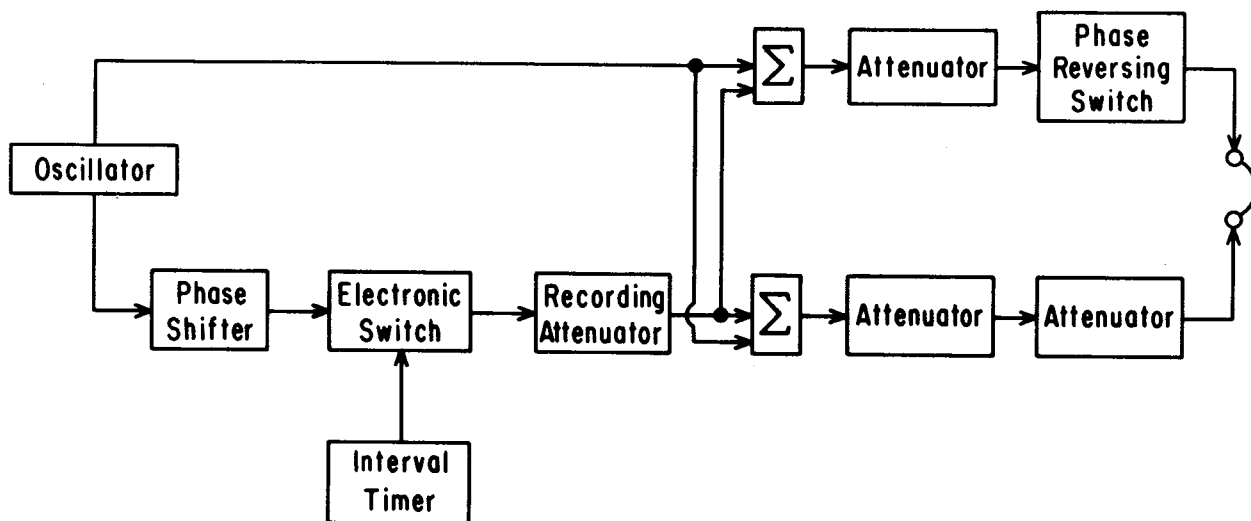 Oscillator
Σ
Attenuator
Phase
Reversing
Switch
Phase
Shifter
Electronic
Switch
Recording
Attenuator
Σ
Attenuator
Attenuator
Interval
Timer